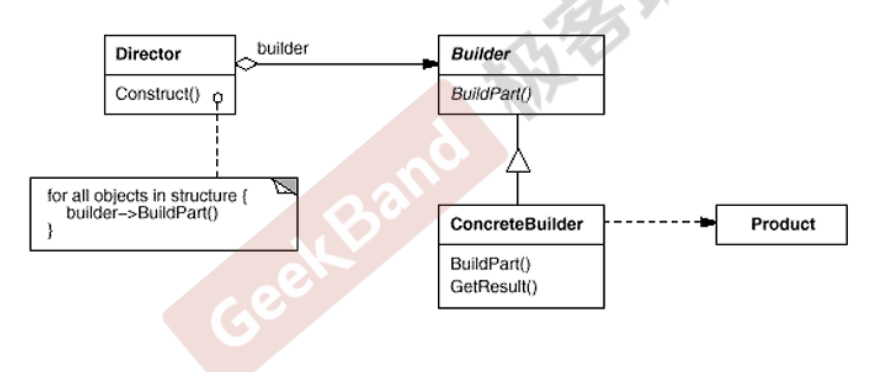 Director
Construct()
builder
Builder
BuildPart()
for all objects in structure {
builder->BuildPart()
}
ConcreteBuilder
BuildPart()
GetResult()
Product
GeekBand 极客